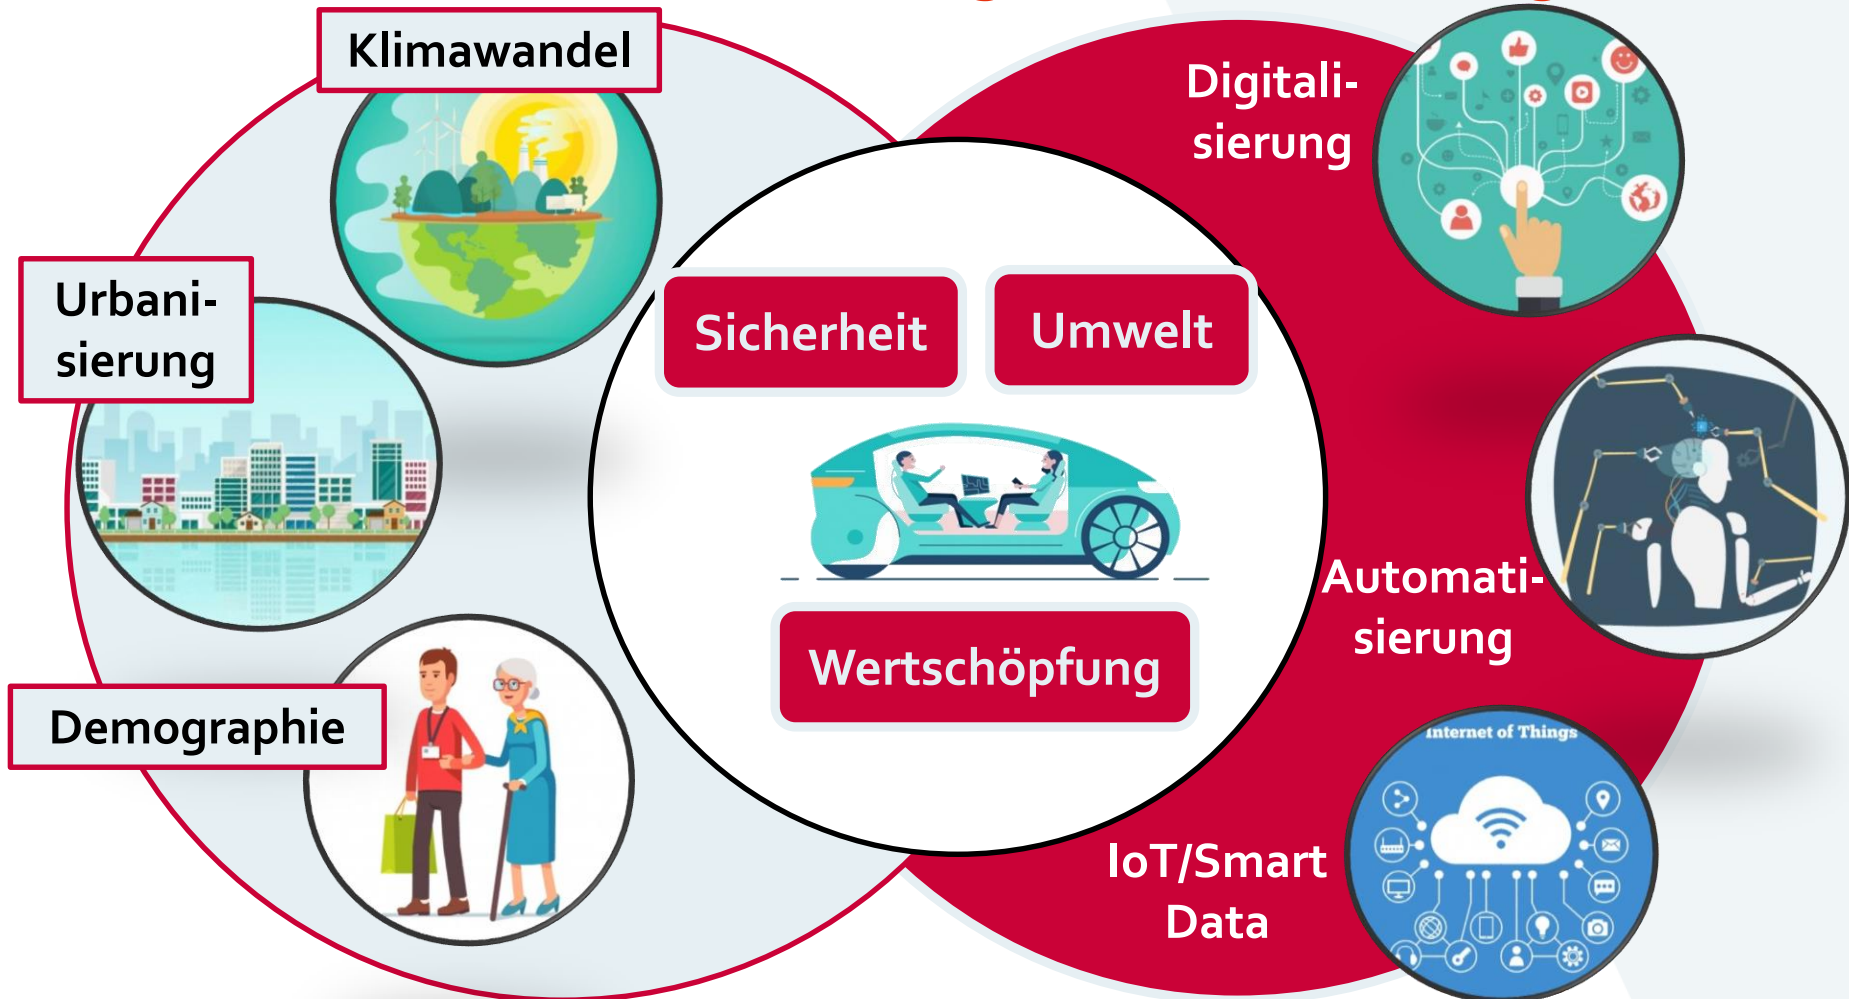 Klimawandel
Urbani-
sierung
Demographie
Sicherheit
Umwelt
Wertschöpfung
Digitali-
sierung
Automati-
sierung
Internet of Things
IoT/Smart
Data